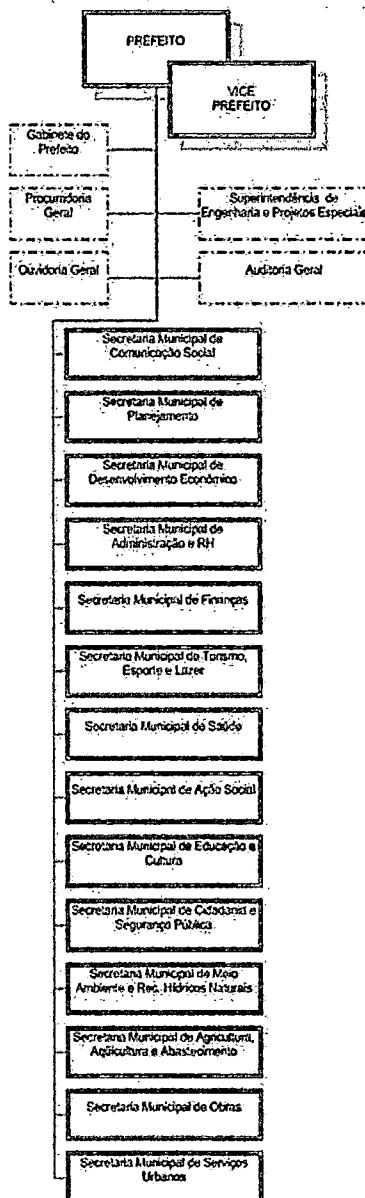 PREFEITO
VICE
PREFEITO
Gabinete do
Prefeito
Procuradoria
Geral
Superintendência de
Engenharia e Projetos Especiais
Ouvidoria Geral
Auditoria Geral
Secretaria Municipal de
Comunicação Social
Secretaria Municipal de
Planejamento
Secretaria Municipal de
Desenvolvimento Econômico
Secretaria Municipal de
Administração e RH
Secretaria Municipal de Finanças
Secretaria Municipal de Turismo,
Esporte e Lazer
Secretaria Municipal de Saúde
Secretaria Municipal de Ação Social
Secretaria Municipal de Educação e
Cultura
Secretaria Municipal de Cidadania e
Segurança Pública
Secretaria Municipal de Meio
Ambiente e Rec. Hídricos Naturais
Secretaria Municipal de Agricultura,
Aqüicultura e Abastecimento
Secretaria Municipal de Obras
Secretaria Municipal de Serviços
Urbanos